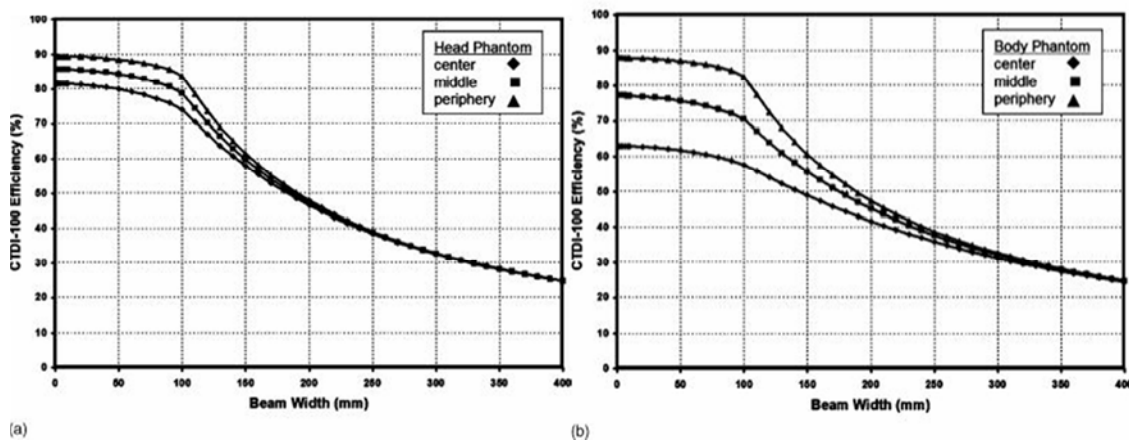 CTDI-100 Efficiency (%)
100
90
80
70
60
50
40
30
20
10
0
Head Phantom
center
middle
periphery
0 50 100 150 200 250 300 350 400
Beam Width (mm)
(a)
CTDI-100 Efficiency (%)
100
90
80
70
60
50
40
30
20
10
0
Body Phantom
center
middle
periphery
0 50 100 150 200 250 300 350 400
Beam Width (mm)
(b)